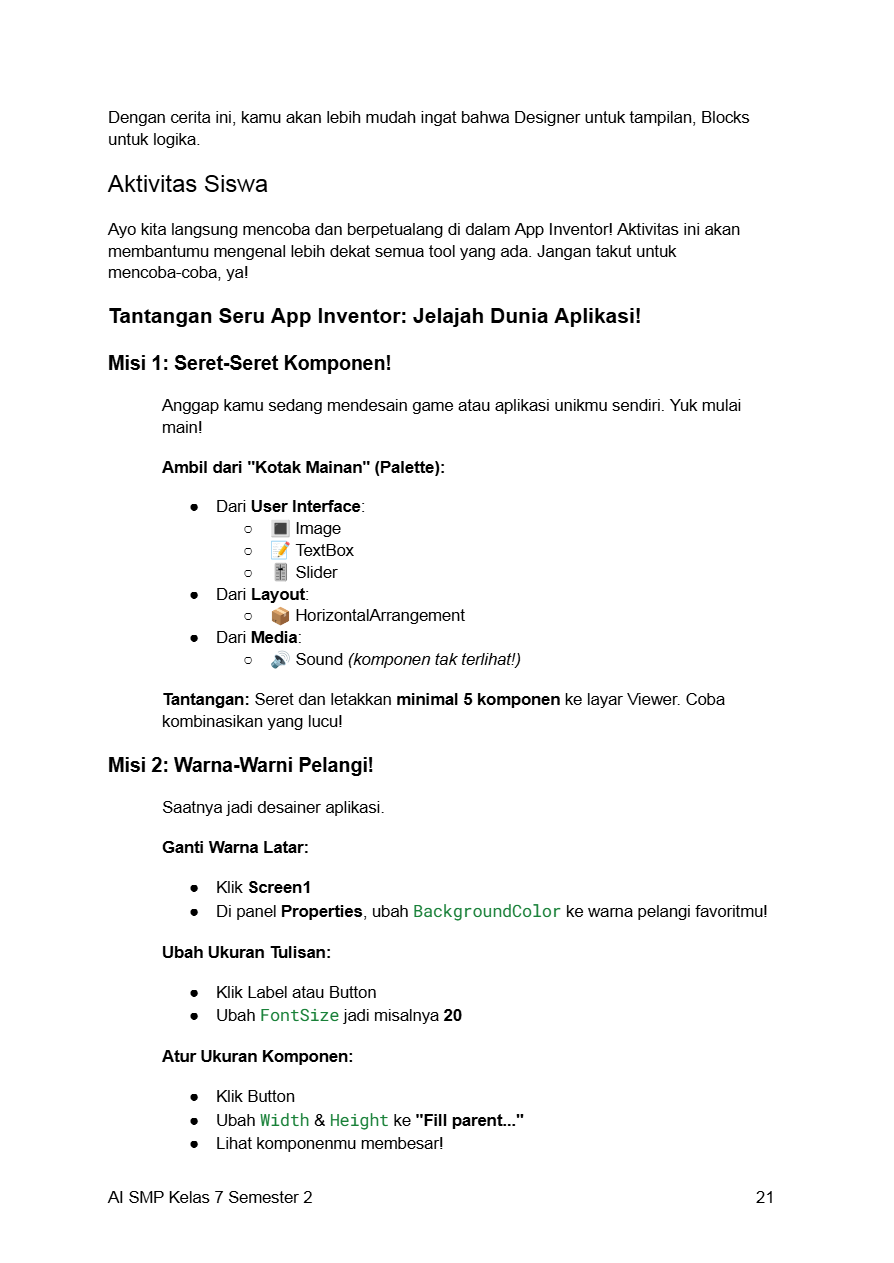 Dengan cerita ini, kamu akan lebih mudah ingat bahwa Designer untuk tampilan, Blocks
untuk logika.
Aktivitas Siswa
Ayo kita langsung mencoba dan berpetualang di dalam App Inventor! Aktivitas ini akan
membantumu mengenal lebih dekat semua tool yang ada. Jangan takut untuk
mencoba-coba, ya!
Tantangan Seru App Inventor: Jelajah Dunia Aplikasi!
Misi 1: Seret-Seret Komponen!
Anggap kamu sedang mendesain game atau aplikasi unikmu sendiri. Yuk mulai
main!
Ambil dari "Kotak Mainan" (Palette):
● Dari User Interface:
○ 🔳 Image
○ 📝 TextBox
○ 🎚️ Slider
● Dari Layout:
○ 📦 HorizontalArrangement
● Dari Media:
○ 🔊 Sound (komponen tak terlihat!)
Tantangan: Seret dan letakkan minimal 5 komponen ke layar Viewer. Coba
kombinasikan yang lucu!
Misi 2: Warna-Warni Pelangi!
Saatnya jadi desainer aplikasi.
Ganti Warna Latar:
● Klik Screen1
● Di panel Properties, ubah BackgroundColor ke warna pelangi favoritmu!
Ubah Ukuran Tulisan:
● Klik Label atau Button
● Ubah FontSize jadi misalnya 20
Atur Ukuran Komponen:
● Klik Button
● Ubah Width & Height ke "Fill parent..."
● Lihat komponenmu membesar!
AI SMP Kelas 7 Semester 2 21